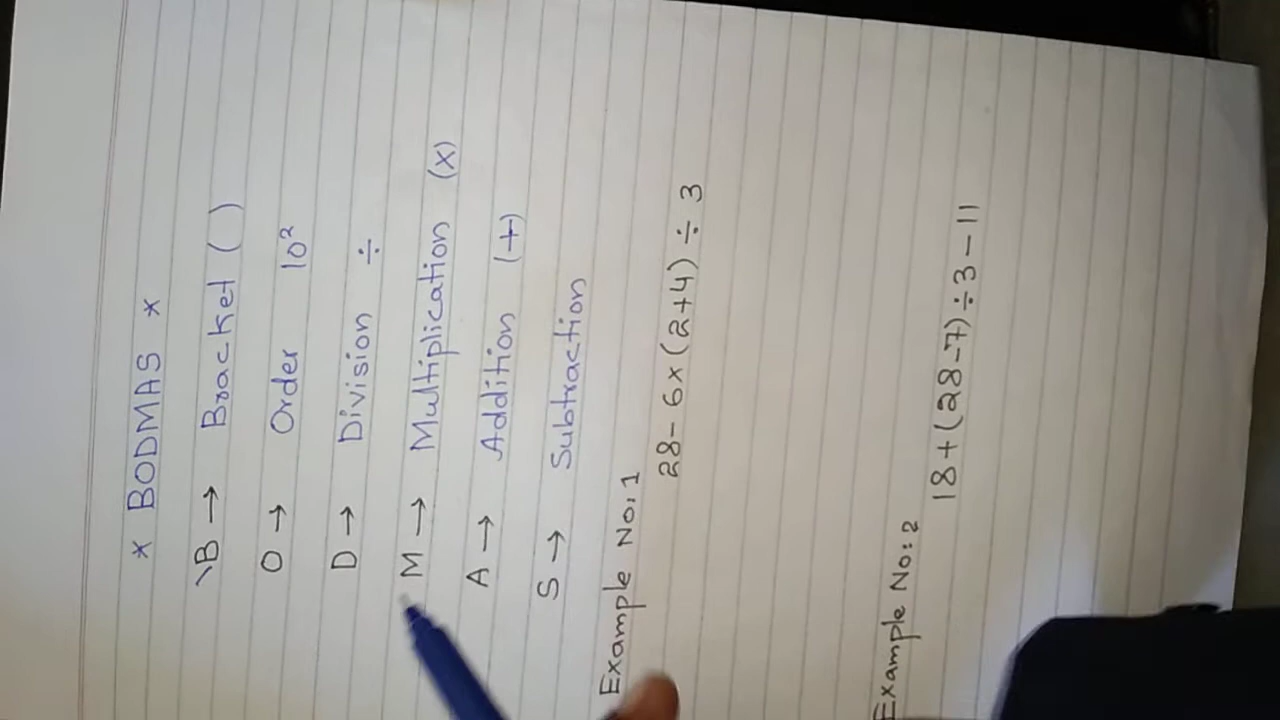 * BODMAS *
B → Bracket ( )
O → Order 10²
D → Division ÷
M → Multiplication (x)
A → Addition (+)
S → Subtraction
Example No: 1
28 - 6 x (2+4) ÷ 3
Example No: 2
18 + (28-7) ÷ 3 - 11